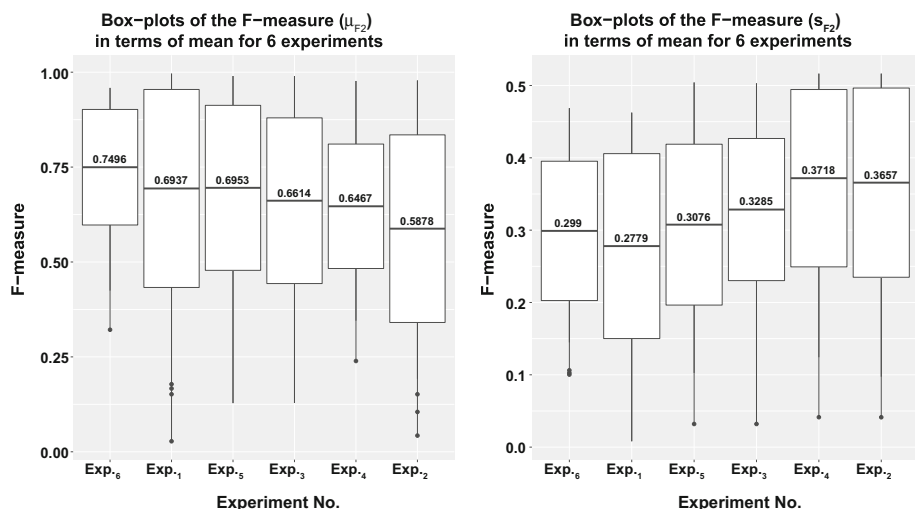 Box−plots of the F−measure (μF2)
in terms of mean for 6 experiments
F−measure
1.00
0.75
0.50
0.25
0.00
0.7496
0.6937
0.6953
0.6614
0.6467
0.5878
Exp.6 Exp.1 Exp.5 Exp.3 Exp.4 Exp.2
Experiment No.
Box−plots of the F−measure (sF2)
in terms of mean for 6 experiments
F−measure
0.5
0.4
0.3
0.2
0.1
0.0
0.299
0.2779
0.3076
0.3285
0.3718
0.3657
Exp.6 Exp.1 Exp.5 Exp.3 Exp.4 Exp.2
Experiment No.